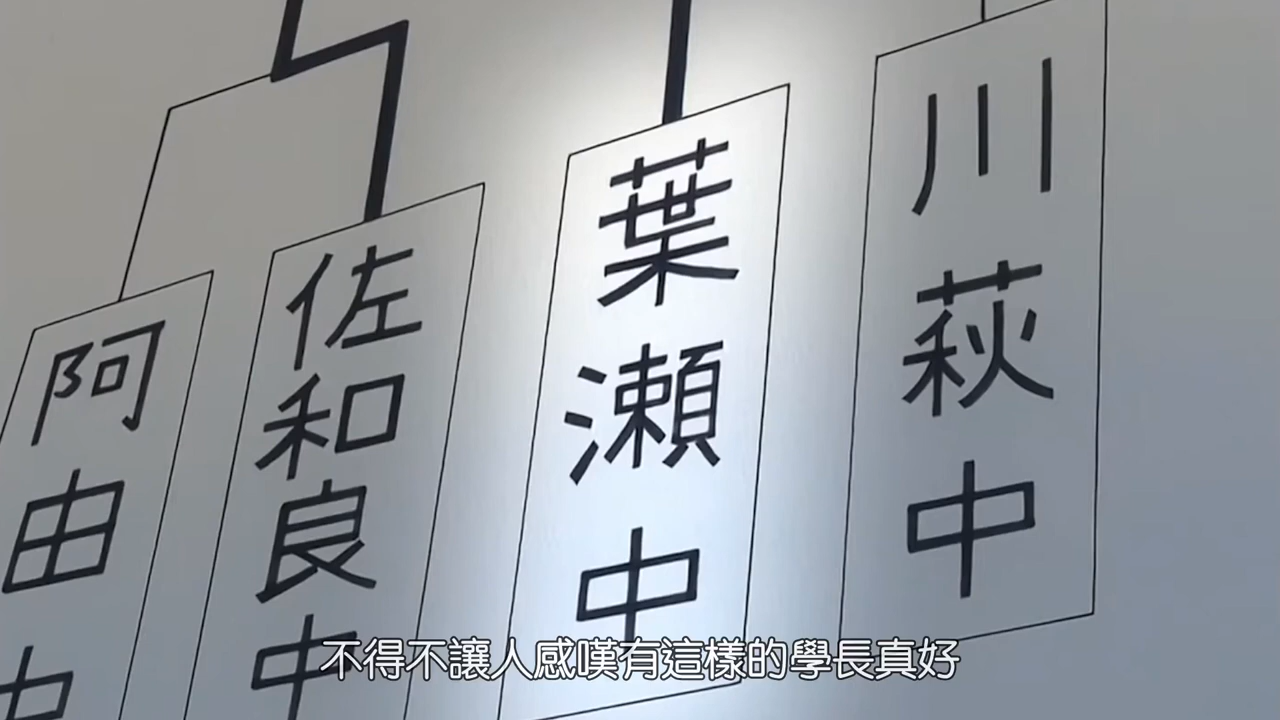 川萩中
葉瀬中
佐和良中
阿由中
不得不讓人感嘆有這樣的學長真好